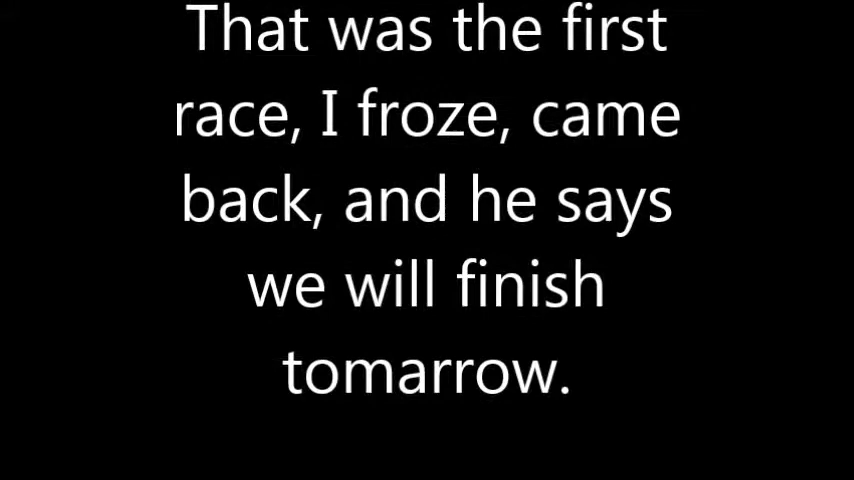 That was the first
race, I froze, came
back, and he says
we will finish
tomarrow.